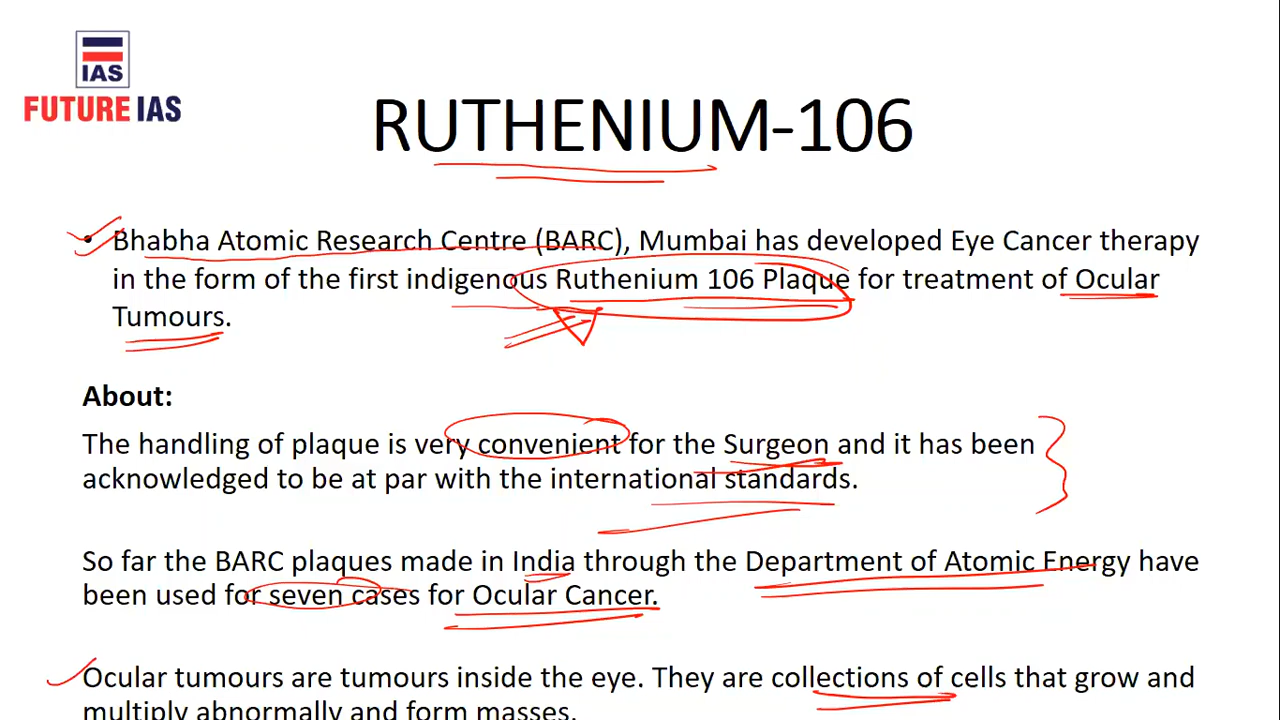 IAS
FUTURE IAS
RUTHENIUM-106
• Bhabha Atomic Research Centre (BARC), Mumbai has developed Eye Cancer therapy
in the form of the first indigenous Ruthenium 106 Plaque for treatment of Ocular
Tumours.
About:
The handling of plaque is very convenient for the Surgeon and it has been
acknowledged to be at par with the international standards.
So far the BARC plaques made in India through the Department of Atomic Energy have
been used for seven cases for Ocular Cancer.
Ocular tumours are tumours inside the eye. They are collections of cells that grow and
multiply abnormally and form masses.